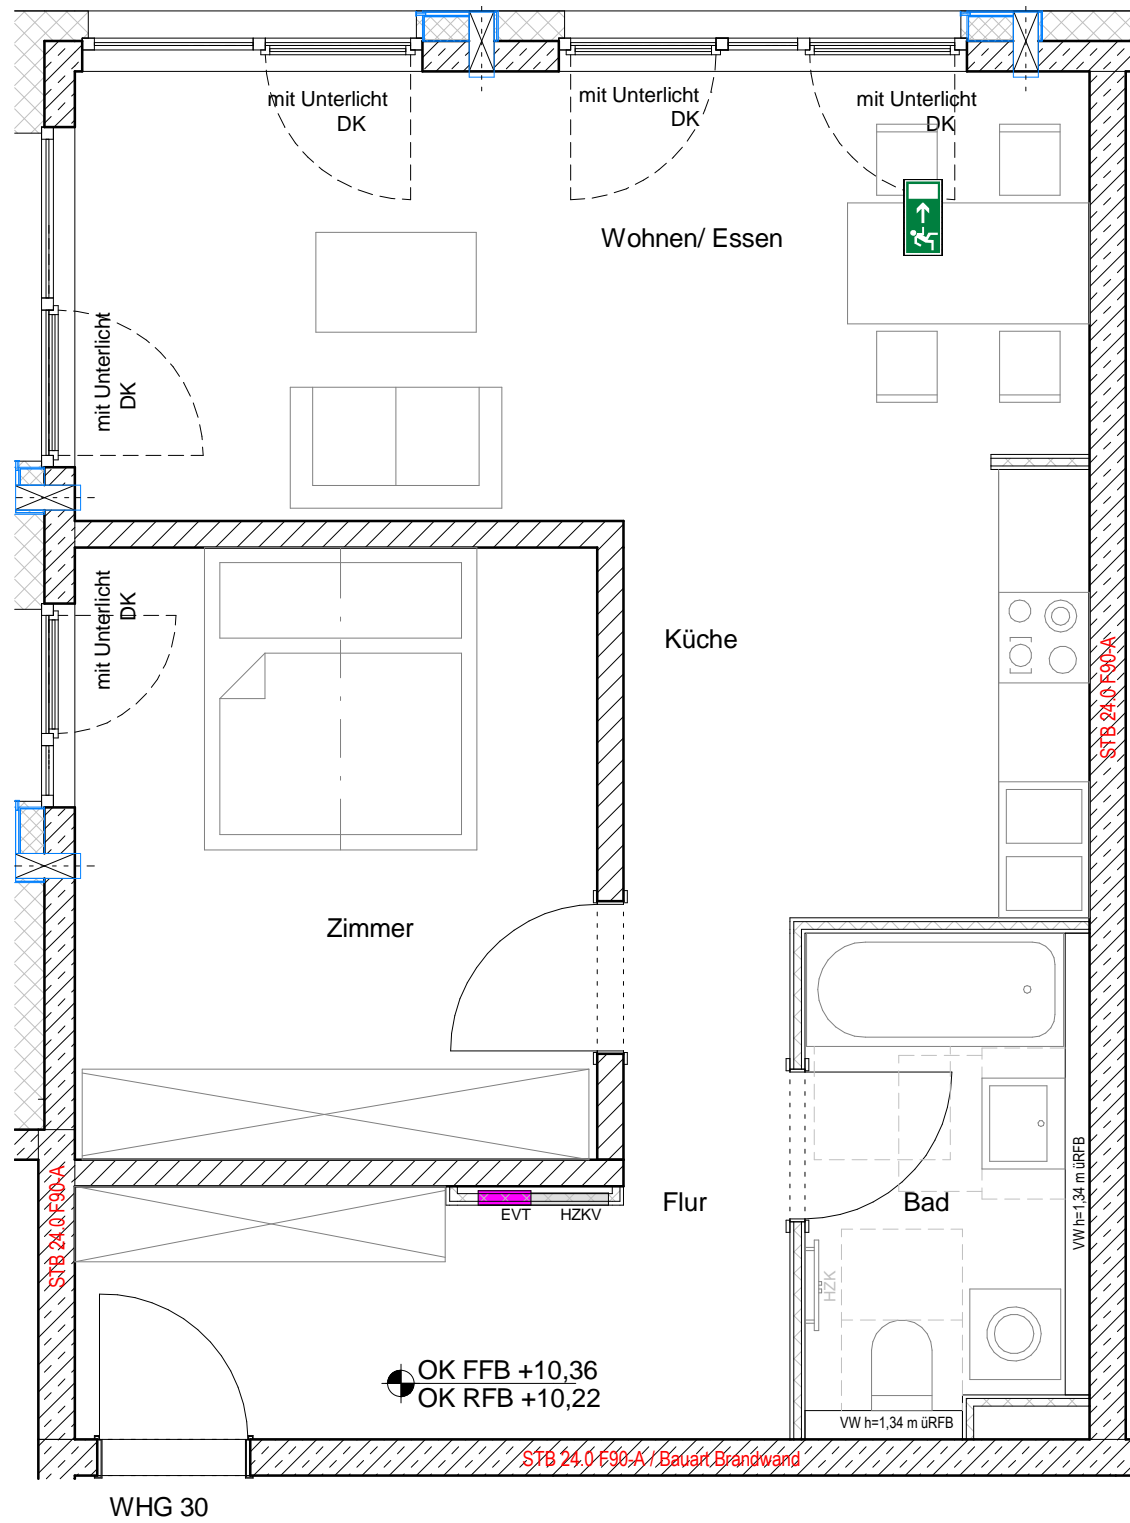 mit Unterlicht
DK
mit Unterlicht
DK
mit Unterlicht
DK
Wohnen/ Essen
mit Unterlicht
DK
mit Unterlicht
DK
Küche
STB 24.0 F90-A
Zimmer
STB 24.0 F90-A
EVT
HZKV
Flur
Bad
VW h=1,34 m üRFB
HZK
OK FFB +10,36
OK RFB +10,22
VW h=1,34 m üRFB
STB 24.0 F90-A / Bauart Brandwand
WHG 30